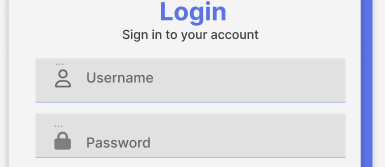 Login
Sign in to your account
...
Username
...
Password